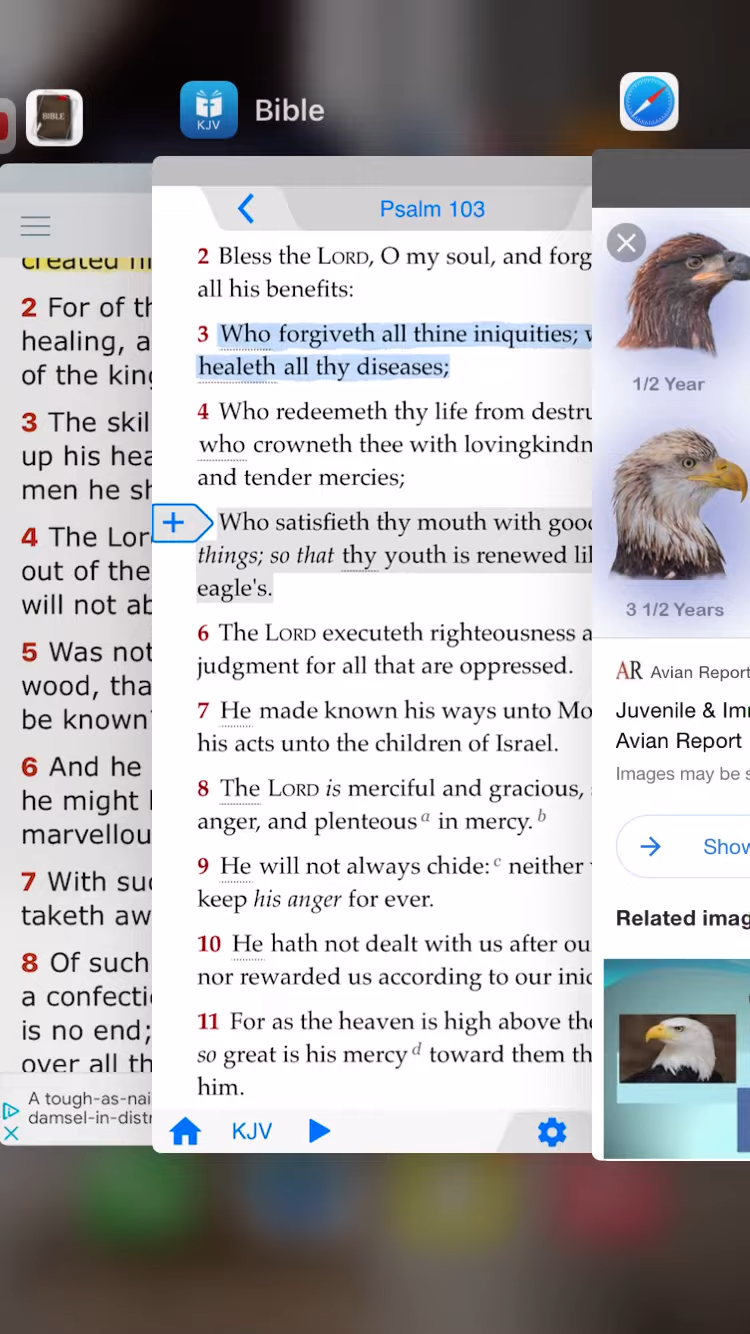 BIBLE
KJV
Bible
2 For of th
healing, a
of the king
3 The skil
up his hea
men he sh
4 The Lor
out of the
will not ab
5 Was not
wood, tha
be known
6 And he
he might
marvellou
7 With suc
taketh aw
8 Of such
a confecti
is no end;
over all th
A tough-as-nai
damsel-in-distr
Psalm 103
2 Bless the LORD, O my soul, and forg
all his benefits:
3 Who forgiveth all thine iniquities; w
healeth all thy diseases;
4 Who redeemeth thy life from destru
who crowneth thee with lovingkindn
and tender mercies;
+ Who satisfieth thy mouth with good
things; so that thy youth is renewed lik
eagle's.
6 The LORD executeth righteousness a
judgment for all that are oppressed.
7 He made known his ways unto Mo
his acts unto the children of Israel.
8 The LORD is merciful and gracious,
anger, and plenteous a in mercy. b
9 He will not always chide: c neither
keep his anger for ever.
10 He hath not dealt with us after ou
nor rewarded us according to our iniq
11 For as the heaven is high above the
so great is his mercy d toward them th
him.
KJV
1/2 Year
3 1/2 Years
AR Avian Report
Juvenile & Im
Avian Report
Images may be s
Show
Related imag